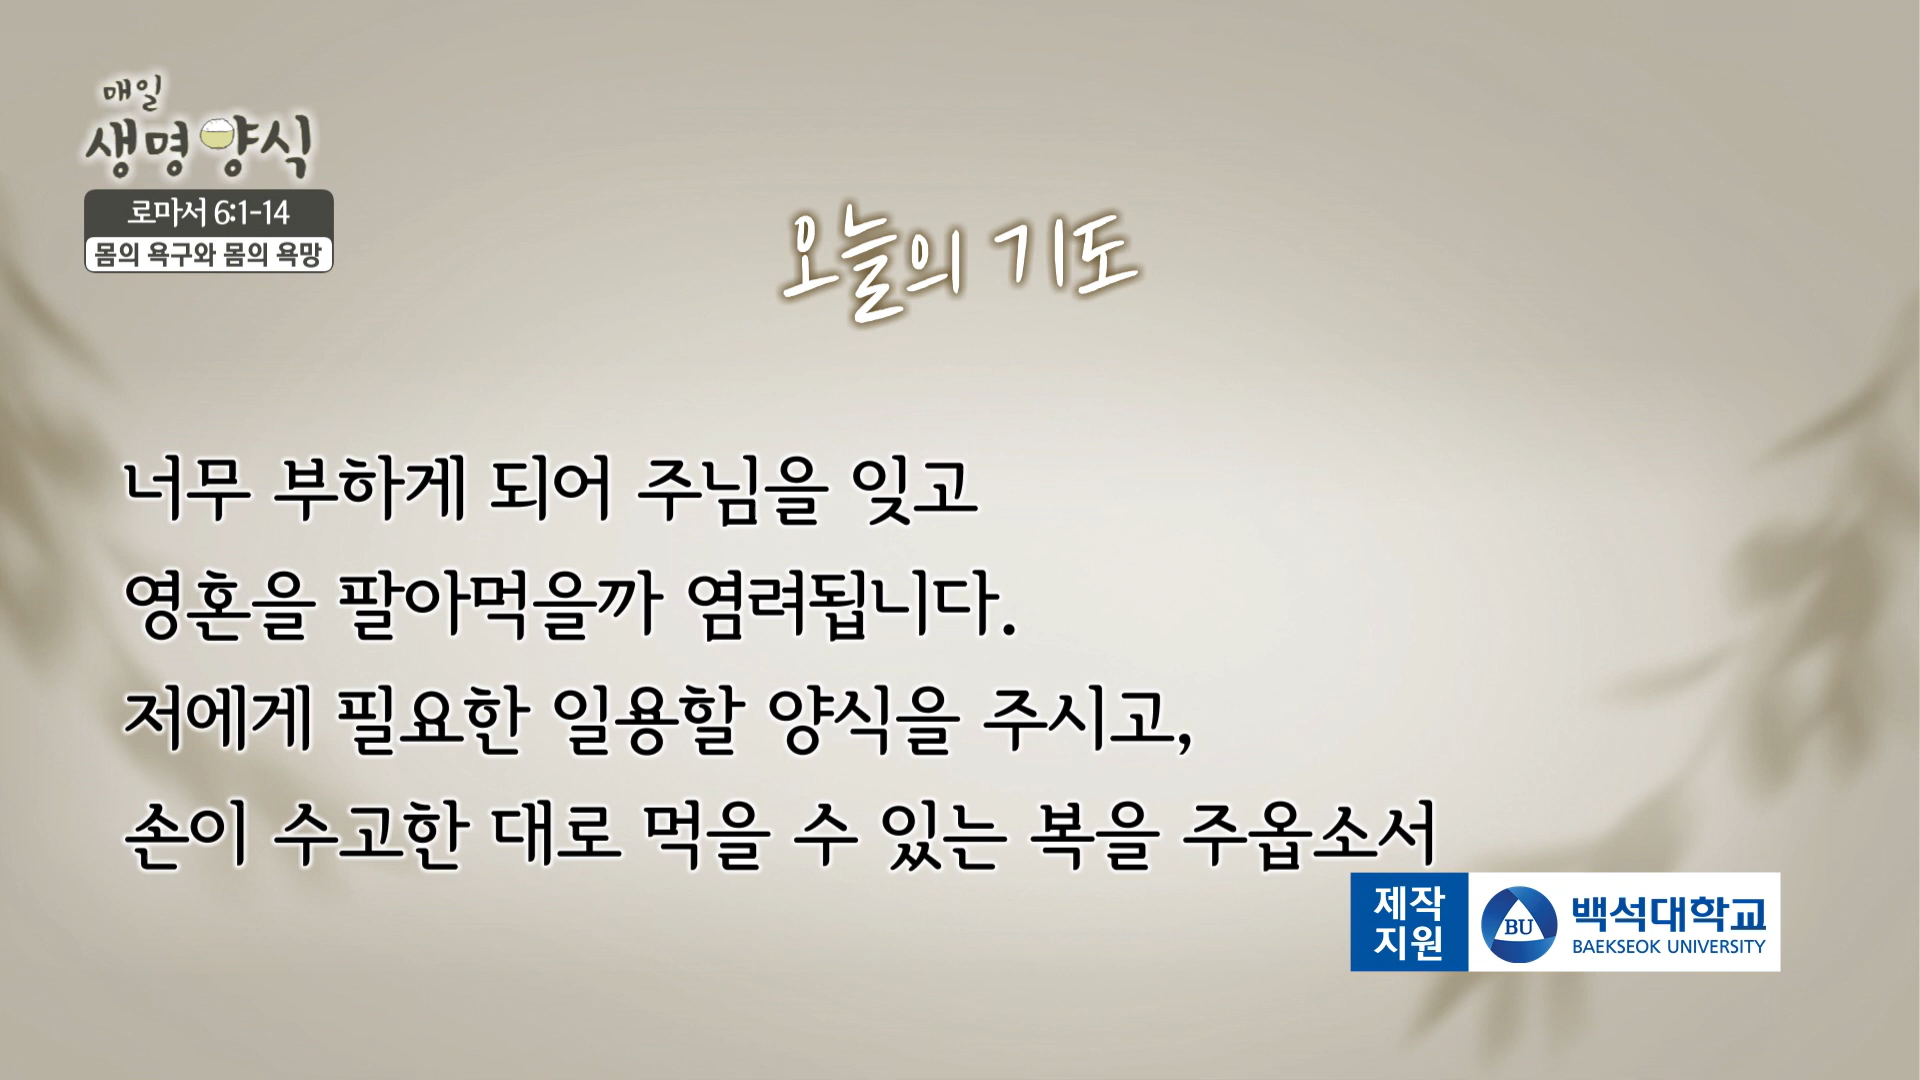 매일
생명양식
로마서 6:1-14
몸의 욕구와 몸의 욕망
오늘의 기도
너무 부하게 되어 주님을 잊고
영혼을 팔아먹을까 염려됩니다.
저에게 필요한 일용할 양식을 주시고,
손이 수고한 대로 먹을 수 있는 복을 주옵소서
제작
지원
BU
백석대학교
BAEKSEOK UNIVERSITY